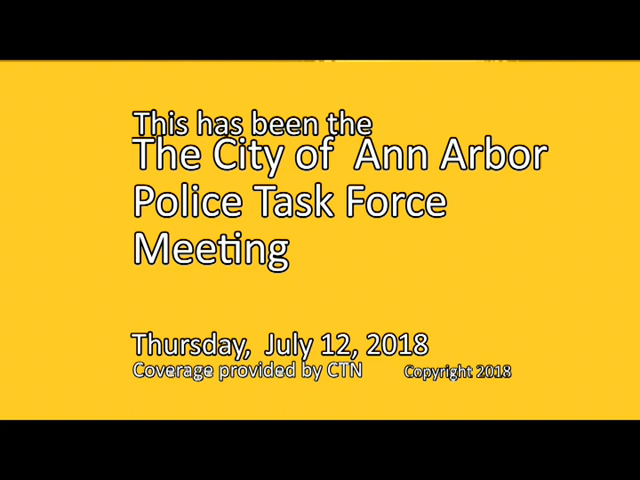 This has been the
The City of  Ann Arbor
Police Task Force
Meeting
Thursday,  July 12, 2018
Coverage provided by CTN    Copyright 2018